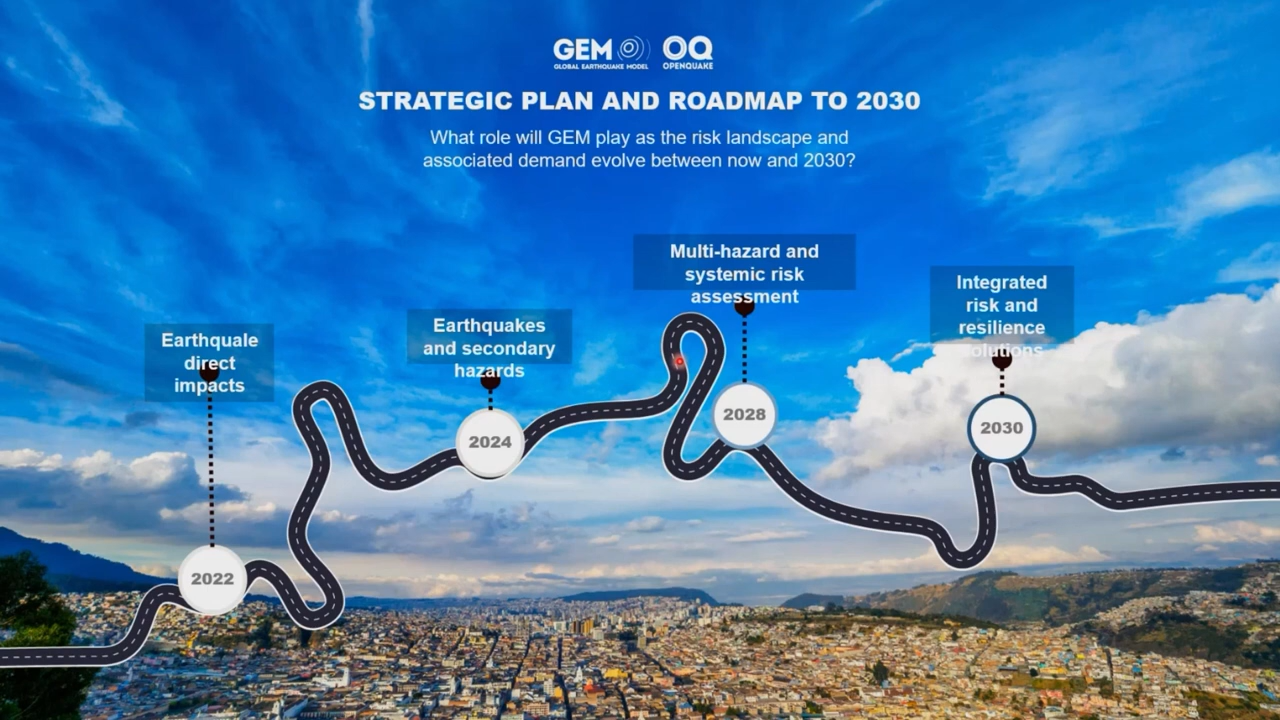 GEM OQ
GLOBAL EARTHQUAKE MODEL OPENQUAKE
STRATEGIC PLAN AND ROADMAP TO 2030
What role will GEM play as the risk landscape and
associated demand evolve between now and 2030?
Earthquale
direct
impacts
2022
Earthquakes
and secondary
hazards
2024
Multi-hazard and
systemic risk
assessment
2028
Integrated
risk and
resilience
solutions
2030